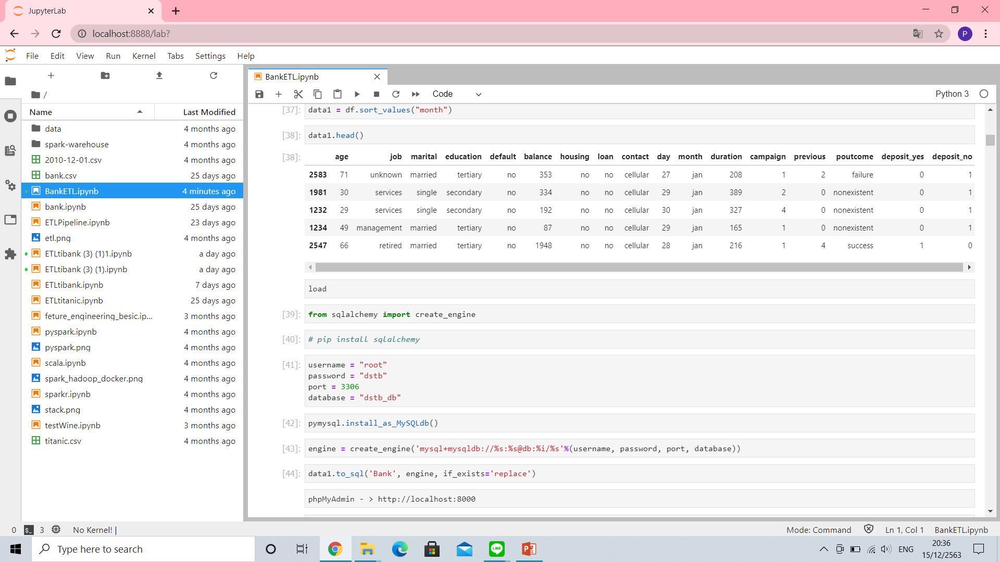 JupyterLab
localhost:8888/lab?
P
File Edit View Run Kernel Tabs Settings Help
/
Name Last Modified
data 4 months ago
spark-warehouse 4 months ago
2010-12-01.csv 4 months ago
bank.csv 25 days ago
BankETL.ipynb 4 minutes ago
bank.ipynb 25 days ago
ETLPipeline.ipynb 23 days ago
etl.png 4 months ago
ETLtibank (3) (1)1.ipynb a day ago
ETLtibank (3) (1).ipynb a day ago
ETLtibank.ipynb 7 days ago
ETLtitanic.ipynb 25 days ago
feture_engineering_besic.ip... 3 months ago
pyspark.ipynb 4 months ago
pyspark.png 4 months ago
scala.ipynb 4 months ago
spark_hadoop_docker.png 4 months ago
sparkr.ipynb 4 months ago
stack.png 4 months ago
testWine.ipynb 3 months ago
titanic.csv 4 months ago
BankETL.ipynb
Code Python 3
[37]: data1 = df.sort_values("month")
[38]: data1.head()
[38]: age job marital education default balance housing loan contact day month duration campaign previous poutcome deposit_yes deposit_no
2583 71 unknown married tertiary no 353 no no cellular 27 jan 208 1 2 failure 0 1
1981 30 services single secondary no 334 no no cellular 29 jan 389 2 0 nonexistent 0 1
1232 29 services single secondary no 192 no no cellular 30 jan 327 4 0 nonexistent 0 1
1234 49 management married tertiary no 87 no no cellular 29 jan 165 1 0 nonexistent 0 1
2547 66 retired married tertiary no 1948 no no cellular 28 jan 216 1 4 success 1 0
load
[39]: from sqlalchemy import create_engine
[40]: # pip install sqlalchemy
[41]: username = "root"
password = "dstb"
port = 3306
database = "dstb_db"
[42]: pymysql.install_as_MySQLdb()
[43]: engine = create_engine('mysql+mysqldb://%s:%s@db:%i/%s'%(username, password, port, database))
[44]: data1.to_sql('Bank', engine, if_exists='replace')
phpMyAdmin - > http://localhost:8000
0 $_ 3 No Kernel! | Mode: Command Ln 1, Col 1 BankETL.ipynb
Type here to search
LINE
ENG
20:36
15/12/2563